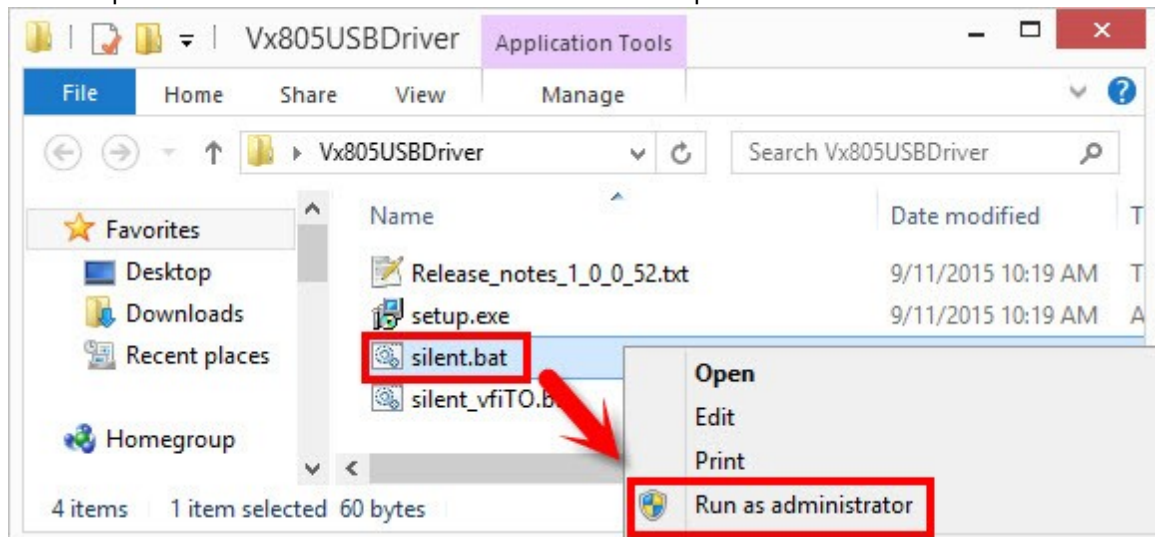 Vx805USBDriver Application Tools
File Home Share View Manage
Vx805USBDriver Search Vx805USBDriver
Favorites Name Date modified T
Desktop Release_notes_1_0_0_52.txt 9/11/2015 10:19 AM T
Downloads setup.exe 9/11/2015 10:19 AM A
Recent places silent.bat
Open
silent_vfiTO.b
Edit
Homegroup
Print
4 items 1 item selected 60 bytes Run as administrator